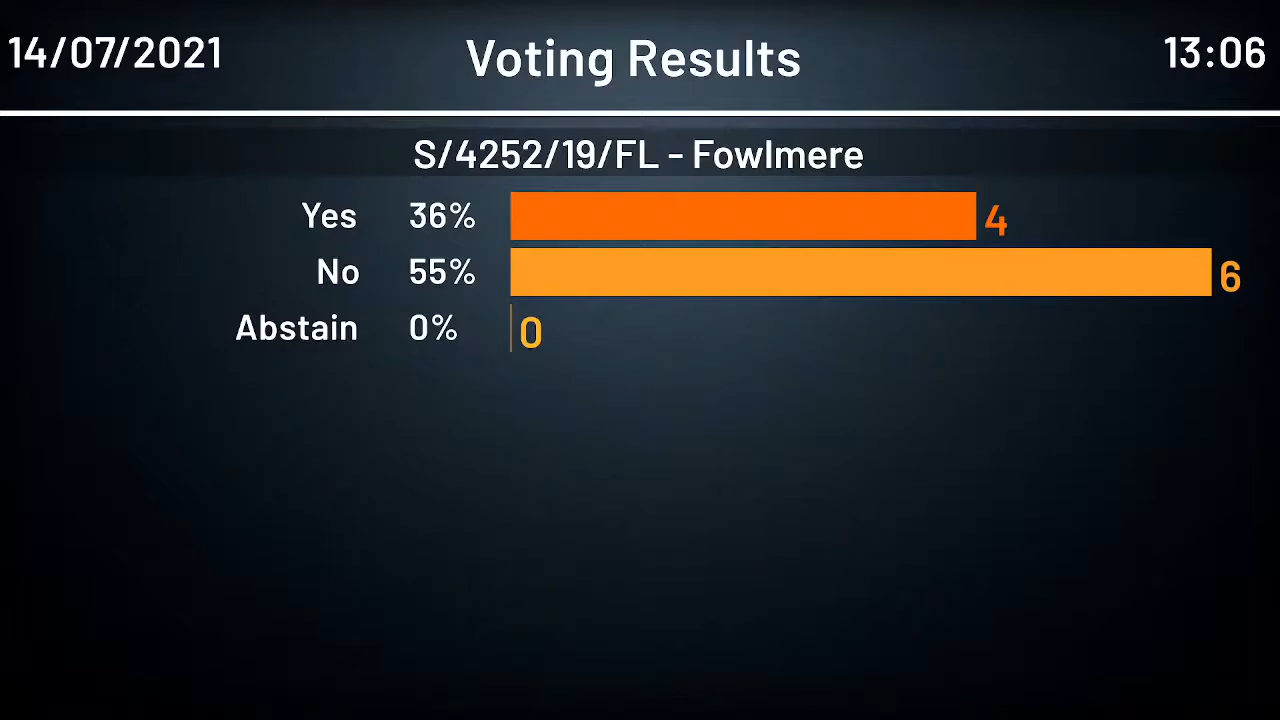 14/07/2021 Voting Results 13:06
S/4252/19/FL - Fowlmere
Yes 36% 4
No 55% 6
Abstain 0% 0